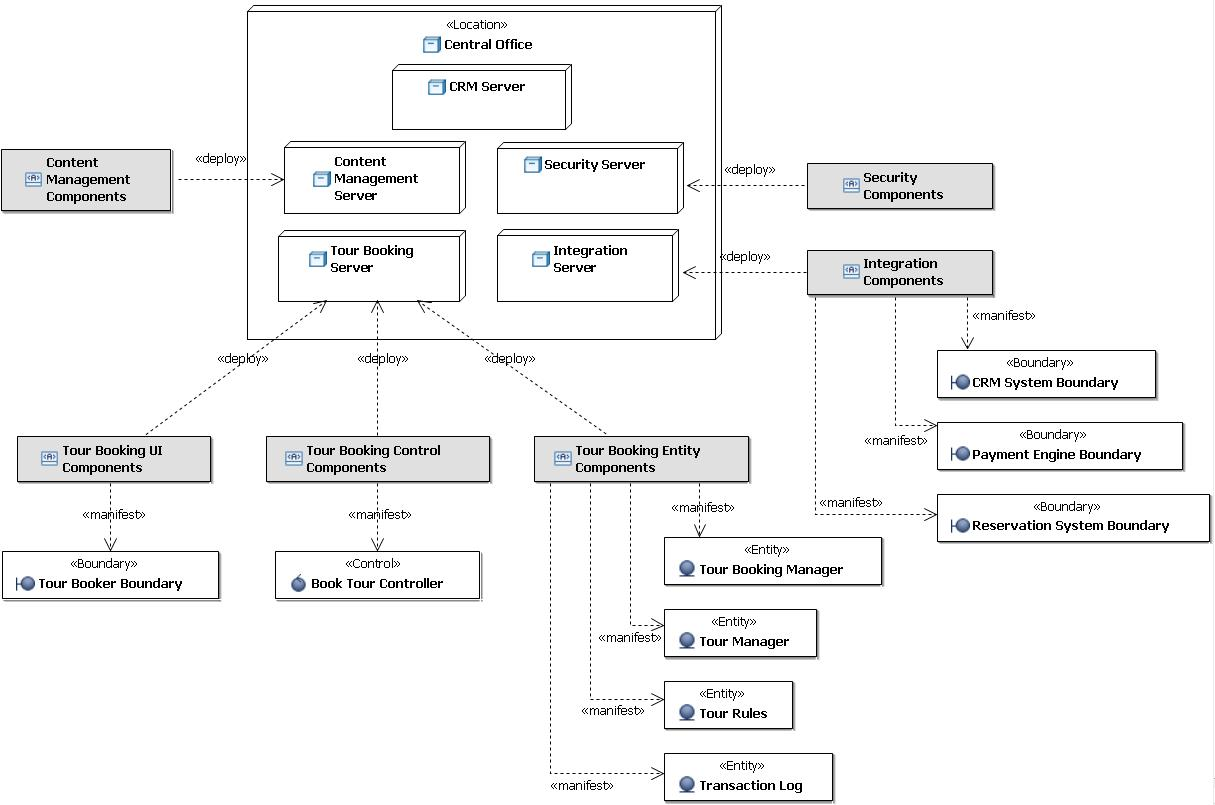 «Location»
Central Office
CRM Server
Content
Management
Server
Security Server
Tour Booking
Server
Integration
Server
Content
Management
Components
«deploy»
«deploy»
Security
Components
«deploy»
Integration
Components
«manifest»
«Boundary»
CRM System Boundary
«manifest»
«Boundary»
Payment Engine Boundary
«manifest»
«Boundary»
Reservation System Boundary
«deploy»
«deploy»
«deploy»
Tour Booking UI
Components
Tour Booking Control
Components
Tour Booking Entity
Components
«manifest»
«Boundary»
Tour Booker Boundary
«manifest»
«Control»
Book Tour Controller
«manifest»
«Entity»
Tour Booking Manager
«manifest»
«Entity»
Tour Manager
«manifest»
«Entity»
Tour Rules
«manifest»
«Entity»
Transaction Log